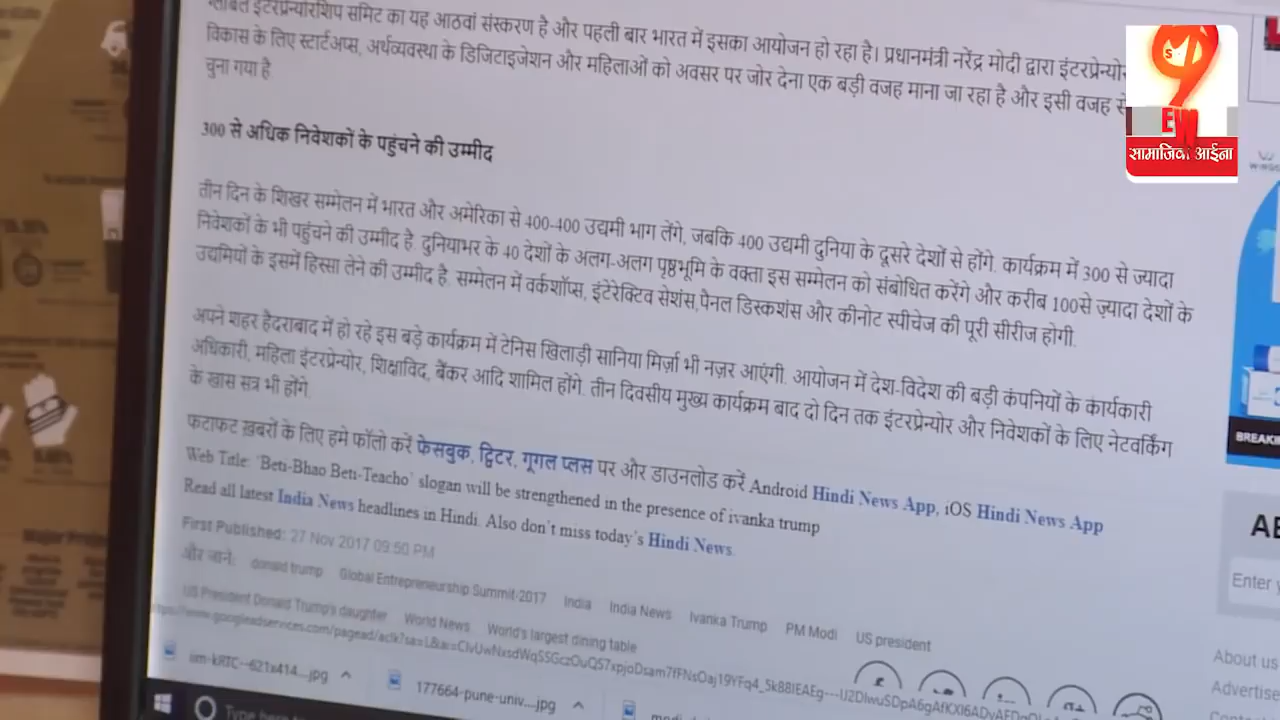 ग्लोबल इंटरप्रेन्योरशिप समिट का यह आठवां संस्करण है और पहली बार भारत में इसका आयोजन हो रहा है। प्रधानमंत्री नरेंद्र मोदी द्वारा
विकास के लिए स्टार्टअप्स, अर्थव्यवस्था के डिजिटाइजेशन और महिलाओं को अवसर पर जोर देना एक बड़ी वजह माना जा रहा है और इसी वजह
चुना गया है
300 से अधिक निवेशकों के पहुंचने की उम्मीद
तीन दिन के शिखर सम्मेलन में भारत और अमेरिका से 400-400 उद्यमी भाग लेंगे, जबकि 400 उद्यमी दुनिया के दूसरे देशों से होंगे. कार्यक्रम में 300 से ज्यादा
निवेशकों के भी पहुंचने की उम्मीद है. दुनियाभर के 40 देशों के अलग-अलग पृष्ठभूमि के वक्ता इस सम्मेलन को संबोधित करेंगे और करीब 100से ज़्यादा देशों के
उद्यमियों के इसमें हिस्सा लेने की उम्मीद है. सम्मेलन में वर्कशॉप्स, इंटेरेक्टिव सेशंस,पैनल डिस्कशंस और कीनोट स्पीचेज की पूरी सीरीज होगी.
अपने शहर हैदराबाद में हो रहे इस बड़े कार्यक्रम में टेनिस खिलाड़ी सानिया मिर्ज़ा भी नज़र आएंगी. आयोजन में देश-विदेश की बड़ी कंपनियों के कार्यकारी
अधिकारी, महिला इंटरप्रेन्योर, शिक्षाविद, बैंकर आदि शामिल होंगे. तीन दिवसीय मुख्य कार्यक्रम बाद दो दिन तक इंटरप्रेन्योर और निवेशकों के लिए नेटवर्किंग
के खास सत्र भी होंगे.
फटाफट ख़बरों के लिए हमे फॉलो करें फेसबुक, ट्विटर, गूगल प्लस पर और डाउनलोड करें Android Hindi News App, iOS Hindi News App
Web Title: 'Beti-Bhao Beti-Teacho' slogan will be strengthened in the presence of ivanka trump
Read all latest India News headlines in Hindi. Also don't miss today's Hindi News.
First Published: 27 Nov 2017 09:50 PM
और जानें: donald trump Global Entrepreneurship Summit-2017 India India News Ivanka Trump PM Modi US president
US President Donald Trump's daughter World News World's largest dining table
177664-pune-univ....jpg
9
EW
सामाजिक आईना
BREAKI
Enter
About us
Advertise